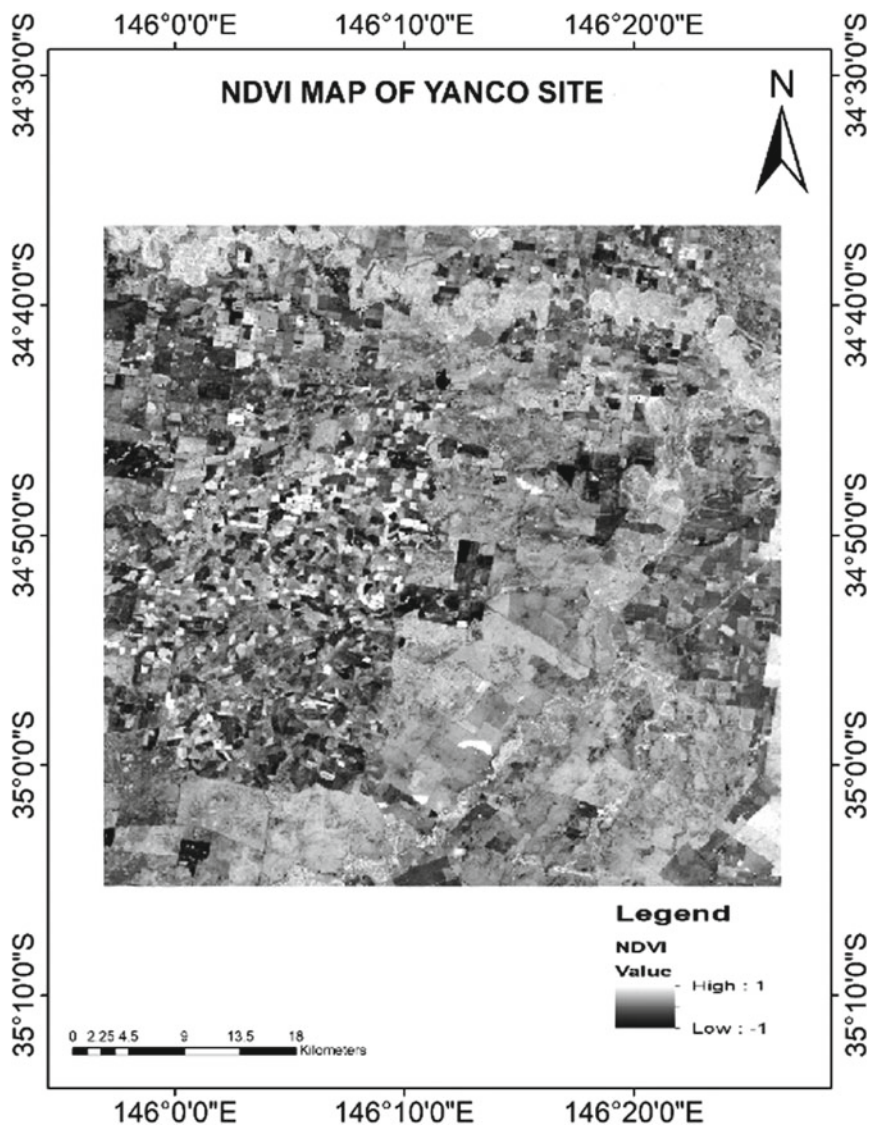 146°0'0"E 146°10'0"E 146°20'0"E
34°30'0"S 34°30'0"S
NDVI MAP OF YANCO SITE
N
34°40'0"S 34°40'0"S
34°50'0"S 34°50'0"S
35°0'0"S 35°0'0"S
Legend
NDVI
Value
High : 1
Low : -1
35°10'0"S 35°10'0"S
0 2.25 4.5 9 13.5 18
Kilometers
146°0'0"E 146°10'0"E 146°20'0"E